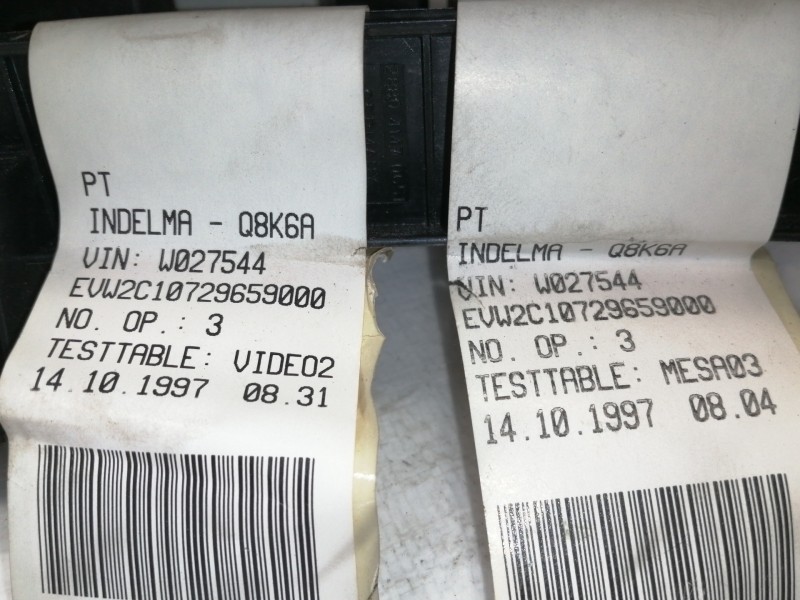 PT
INDELMA - Q8K6A
VIN: W027544
EVW2C10729659000
NO. OP.: 3
TESTTABLE: VIDEO2
14.10.1997 08.31
PT
INDELMA - Q8K6A
VIN: W027544
EVW2C10729659000
NO. OP.: 3
TESTTABLE: MESA03
14.10.1997 08.04